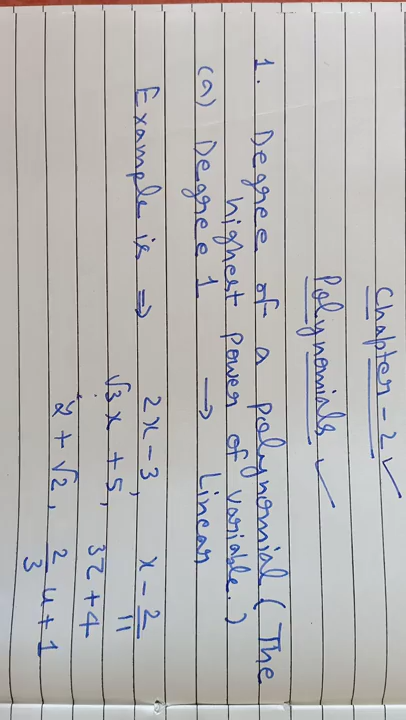 Chapter - 2 ✓
Polynomials ✓
1. Degree of a polynomial (The
highest power of variable.)
(a) Degree 1 → Linear
Example is ⇒ 2x-3, x - 2/11
√3x + 5, 3z + 4
y + √2, 2/3 u + 1